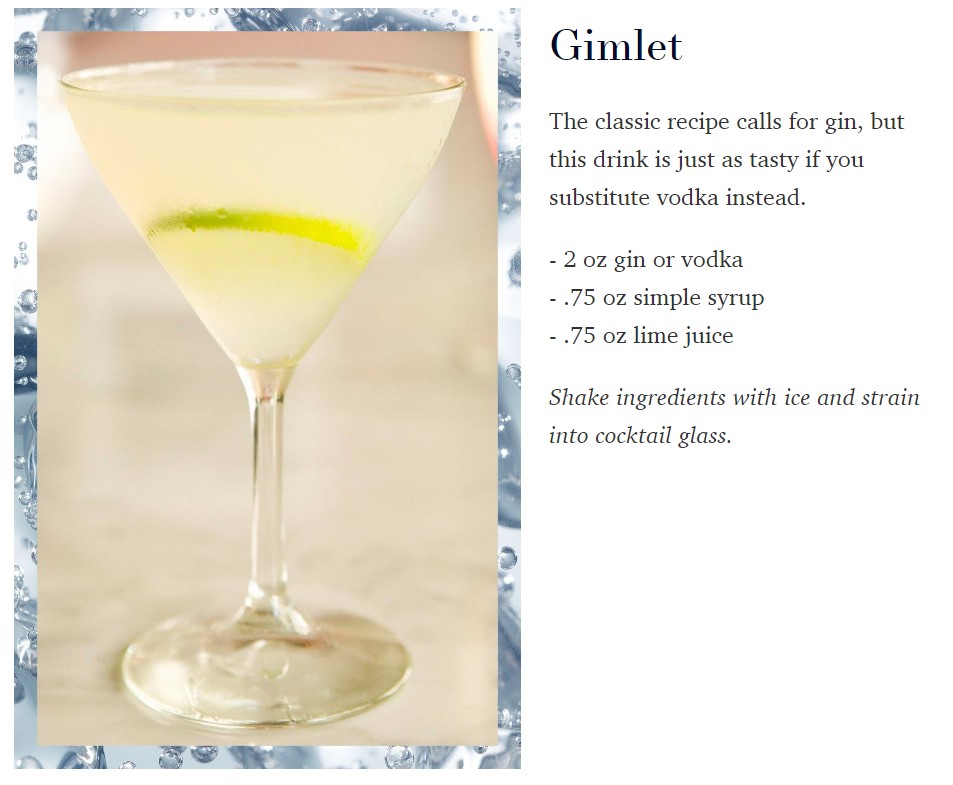 Gimlet
The classic recipe calls for gin, but
this drink is just as tasty if you
substitute vodka instead.
- 2 oz gin or vodka
- .75 oz simple syrup
- .75 oz lime juice
Shake ingredients with ice and strain
into cocktail glass.